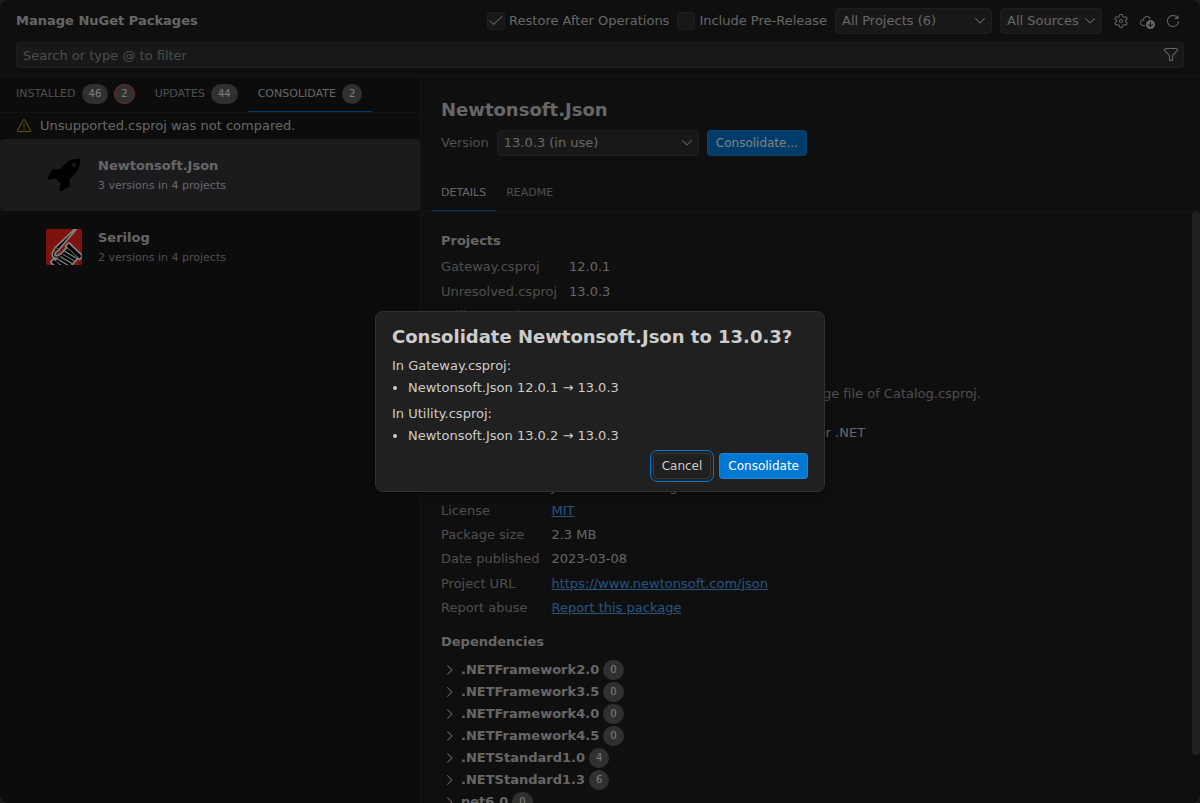 Manage NuGet Packages
Restore After Operations
Include Pre-Release
All Projects (6)
All Sources
Search or type @ to filter
INSTALLED 46 2 UPDATES 44 CONSOLIDATE 2
Unsupported.csproj was not compared.
Newtonsoft.Json
3 versions in 4 projects
Serilog
2 versions in 4 projects
Newtonsoft.Json
Version 13.0.3 (in use) Consolidate...
DETAILS README
Projects
Gateway.csproj 12.0.1
Unresolved.csproj 13.0.3
Consolidate Newtonsoft.Json to 13.0.3?
In Gateway.csproj:
• Newtonsoft.Json 12.0.1 → 13.0.3
In Utility.csproj:
• Newtonsoft.Json 13.0.2 → 13.0.3
Cancel Consolidate
file of Catalog.csproj.
.NET
License MIT
Package size 2.3 MB
Date published 2023-03-08
Project URL https://www.newtonsoft.com/json
Report abuse Report this package
Dependencies
.NETFramework2.0 0
.NETFramework3.5 0
.NETFramework4.0 0
.NETFramework4.5 0
.NETStandard1.0 4
.NETStandard1.3 6
net6.0 0